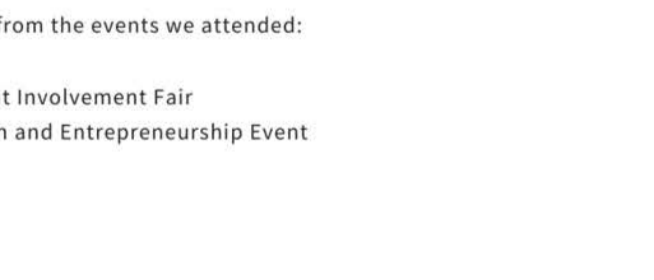 from the events we attended:
t Involvement Fair
and Entrepreneurship Event